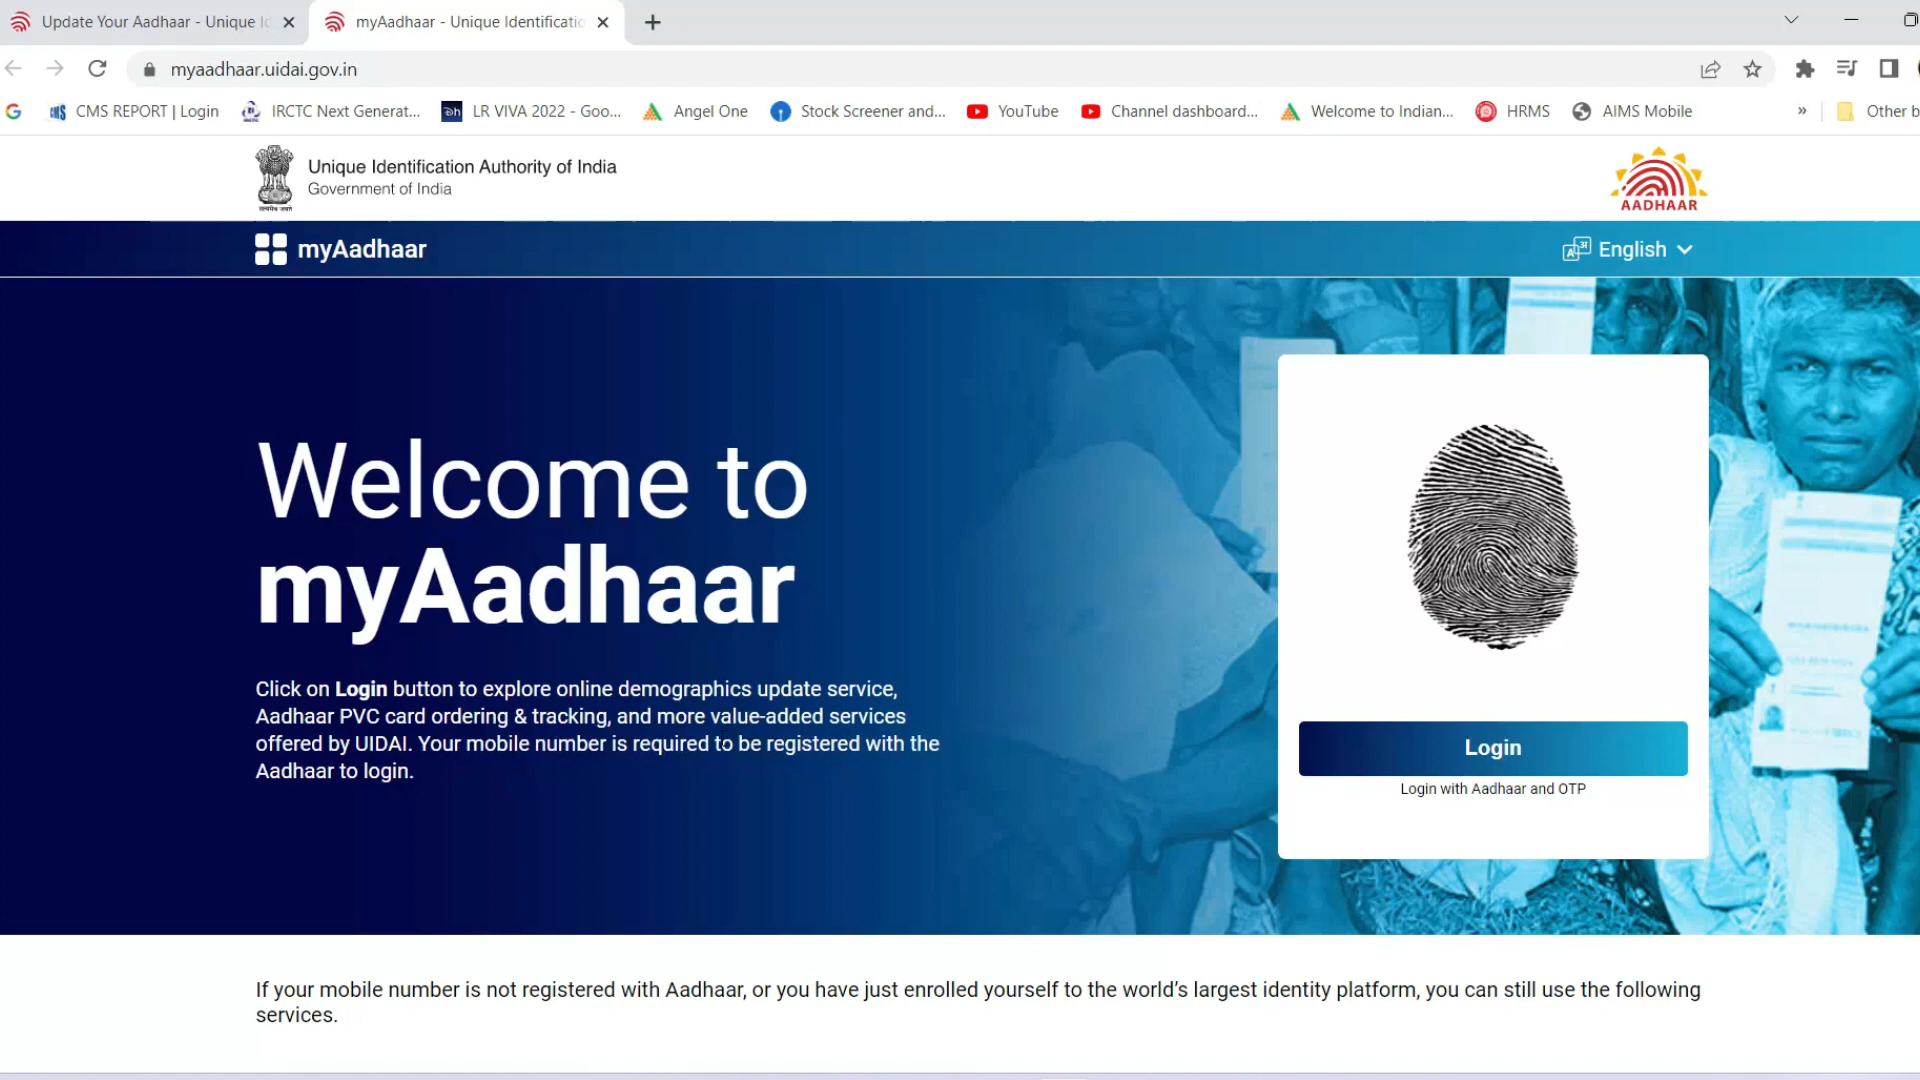 Update Your Aadhaar - Unique Id
myAadhaar - Unique Identificatio
myaadhaar.uidai.gov.in
CMS REPORT | Login
IRCTC Next Generat...
LR VIVA 2022 - Goo...
Angel One
Stock Screener and...
YouTube
Channel dashboard...
Welcome to Indian...
HRMS
AIMS Mobile
»
Other b
Unique Identification Authority of India
Government of India
सत्यमेव जयते
AADHAAR
myAadhaar
English
Welcome to
myAadhaar
Click on Login button to explore online demographics update service,
Aadhaar PVC card ordering & tracking, and more value-added services
offered by UIDAI. Your mobile number is required to be registered with the
Aadhaar to login.
Login
Login with Aadhaar and OTP
If your mobile number is not registered with Aadhaar, or you have just enrolled yourself to the world's largest identity platform, you can still use the following
services.